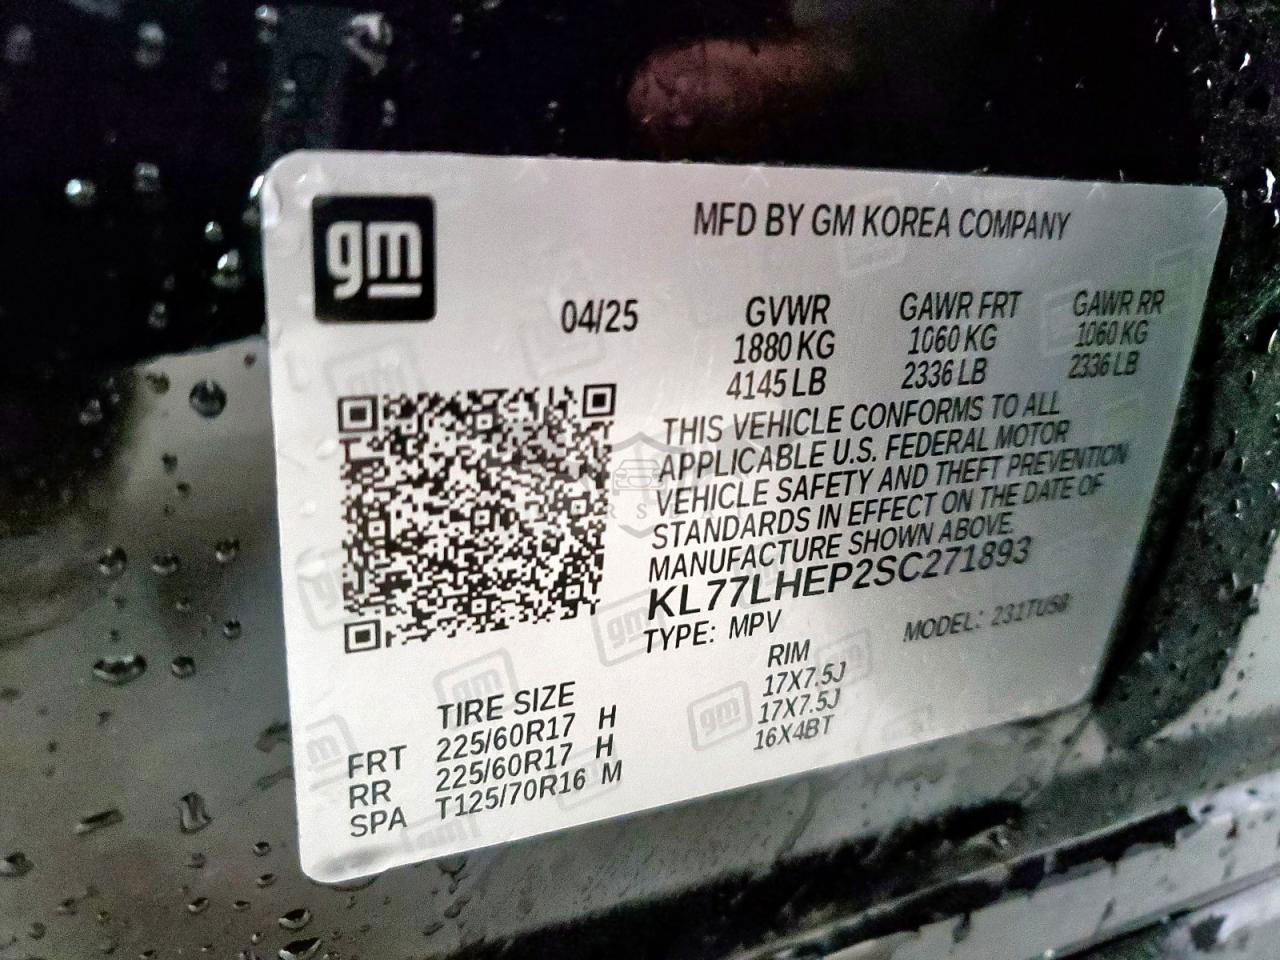 gm
MFD BY GM KOREA COMPANY
04/25
GVWR GAWR FRT GAWR RR
1880 KG 1060 KG 1060 KG
4145 LB 2336 LB 2336 LB
THIS VEHICLE CONFORMS TO ALL
APPLICABLE U.S. FEDERAL MOTOR
VEHICLE SAFETY AND THEFT PREVENTION
STANDARDS IN EFFECT ON THE DATE OF
MANUFACTURE SHOWN ABOVE.
KL77LHEP2SC271893
TYPE: MPV MODEL:
TIRE SIZE RIM
FRT 225/60R17 H 17X7.5J
RR 225/60R17 H 17X7.5J
SPA T125/70R16 M 16X4BT